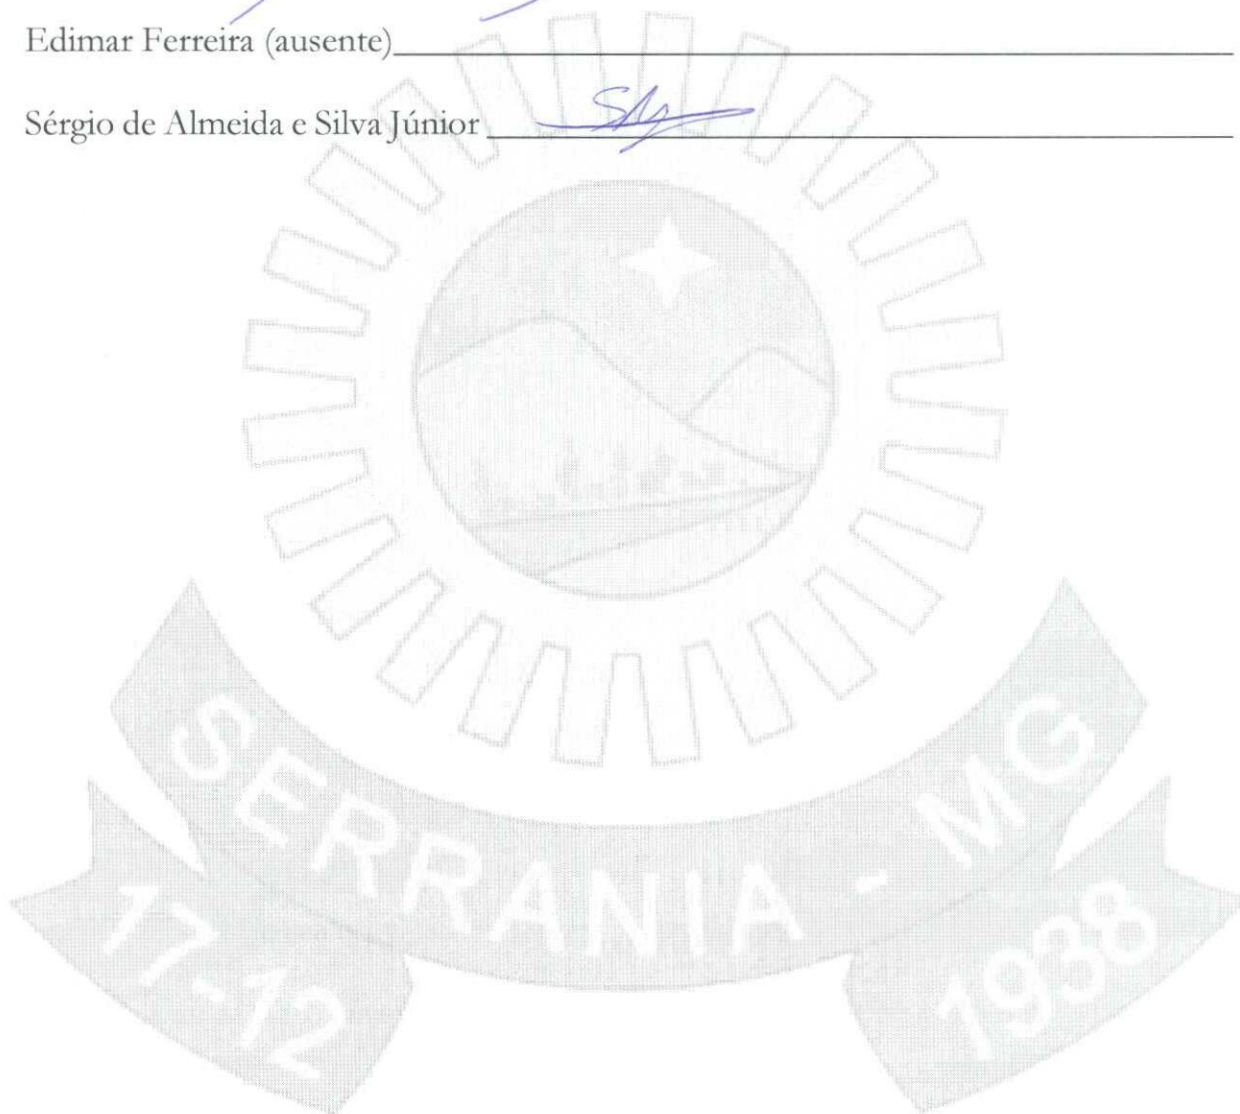 Edimar Ferreira (ausente)
Sérgio de Almeida e Silva Júnior
SERRANIA - MG
17-12
1938